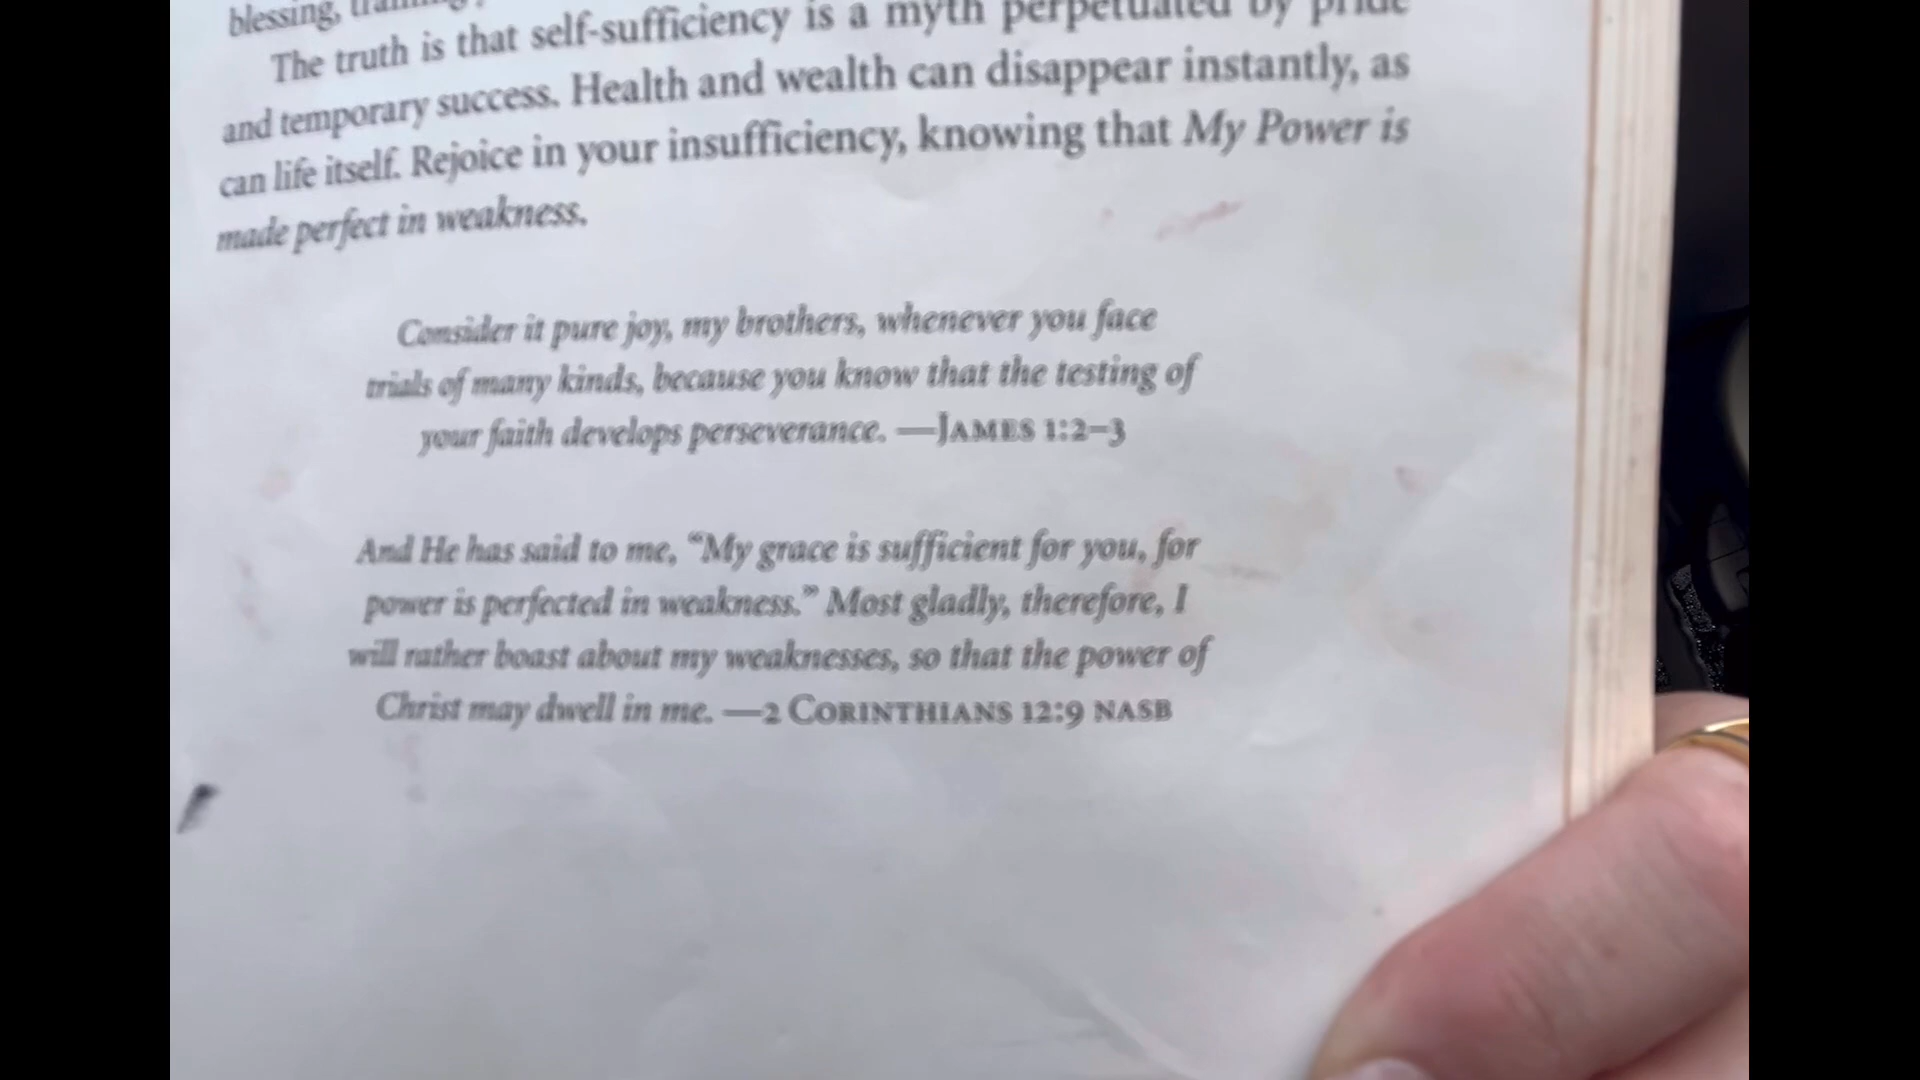 blessing,
The truth is that self-sufficiency is a myth perpetuated by pride
and temporary success. Health and wealth can disappear instantly, as
can life itself. Rejoice in your insufficiency, knowing that My Power is
made perfect in weakness.
Consider it pure joy, my brothers, whenever you face
trials of many kinds, because you know that the testing of
your faith develops perseverance. —JAMES 1:2–3
And He has said to me, “My grace is sufficient for you, for
power is perfected in weakness.” Most gladly, therefore, I
will rather boast about my weaknesses, so that the power of
Christ may dwell in me. —2 CORINTHIANS 12:9 NASB